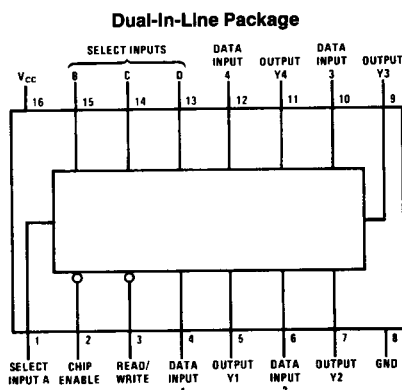 Dual-In-Line Package
SELECT INPUTS
DATA INPUT 4
OUTPUT Y4
DATA INPUT 3
OUTPUT Y3
VCC
B
C
D
16
15
14
13
12
11
10
9
1
2
3
4
5
6
7
8
SELECT INPUT A
CHIP ENABLE
READ/WRITE
DATA INPUT
OUTPUT Y1
DATA INPUT
OUTPUT Y2
GND